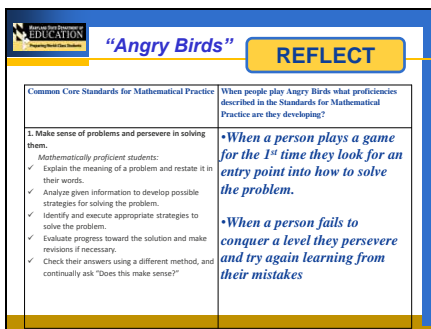 MARYLAND STATE DEPARTMENT OF
EDUCATION
Preparing World Class Students
"Angry Birds"
REFLECT
Common Core Standards for Mathematical Practice
When people play Angry Birds what proficiencies
described in the Standards for Mathematical
Practice are they developing?
1. Make sense of problems and persevere in solving
them.
Mathematically proficient students:
✓ Explain the meaning of a problem and restate it in
their words.
✓ Analyze given information to develop possible
strategies for solving the problem.
✓ Identify and execute appropriate strategies to
solve the problem.
✓ Evaluate progress toward the solution and make
revisions if necessary.
✓ Check their answers using a different method, and
continually ask "Does this make sense?"
•When a person plays a game
for the 1st time they look for an
entry point into how to solve
the problem.
•When a person fails to
conquer a level they persevere
and try again learning from
their mistakes